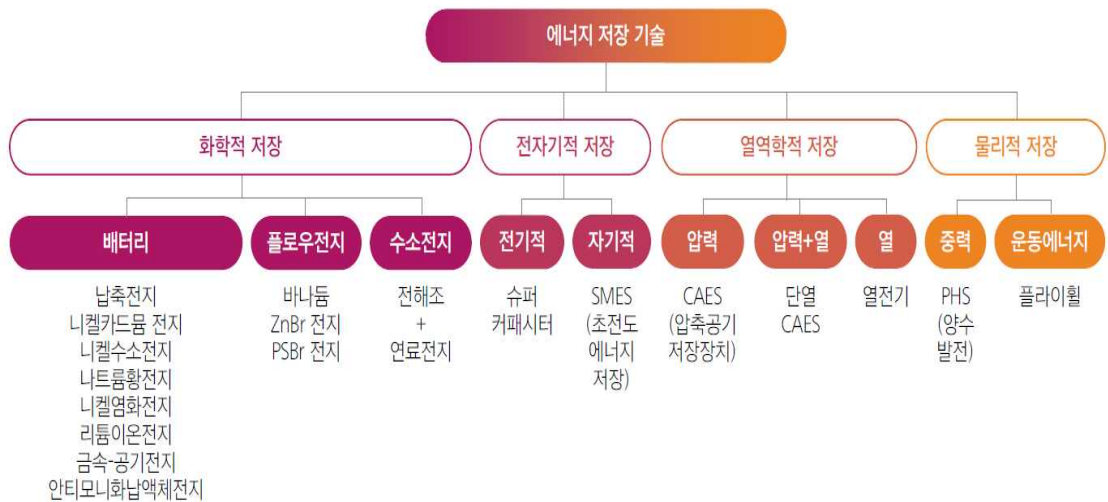 에너지 저장 기술
화학적 저장
전자기적 저장
열역학적 저장
물리적 저장
배터리
플로우전지
수소전지
전기적
자기적
압력
압력+열
열
중력
운동에너지
납축전지
니켈카드뮴 전지
니켈수소전지
나트륨황전지
니켈염화전지
리튬이온전지
금속-공기전지
안티모니화납액체전지
바나듐
ZnBr 전지
PSBr 전지
전해조
+
연료전지
슈퍼
커패시터
SMES
(초전도
에너지
저장)
CAES
(압축공기
저장장치)
단열
CAES
열전기
PHS
(양수
발전)
플라이휠